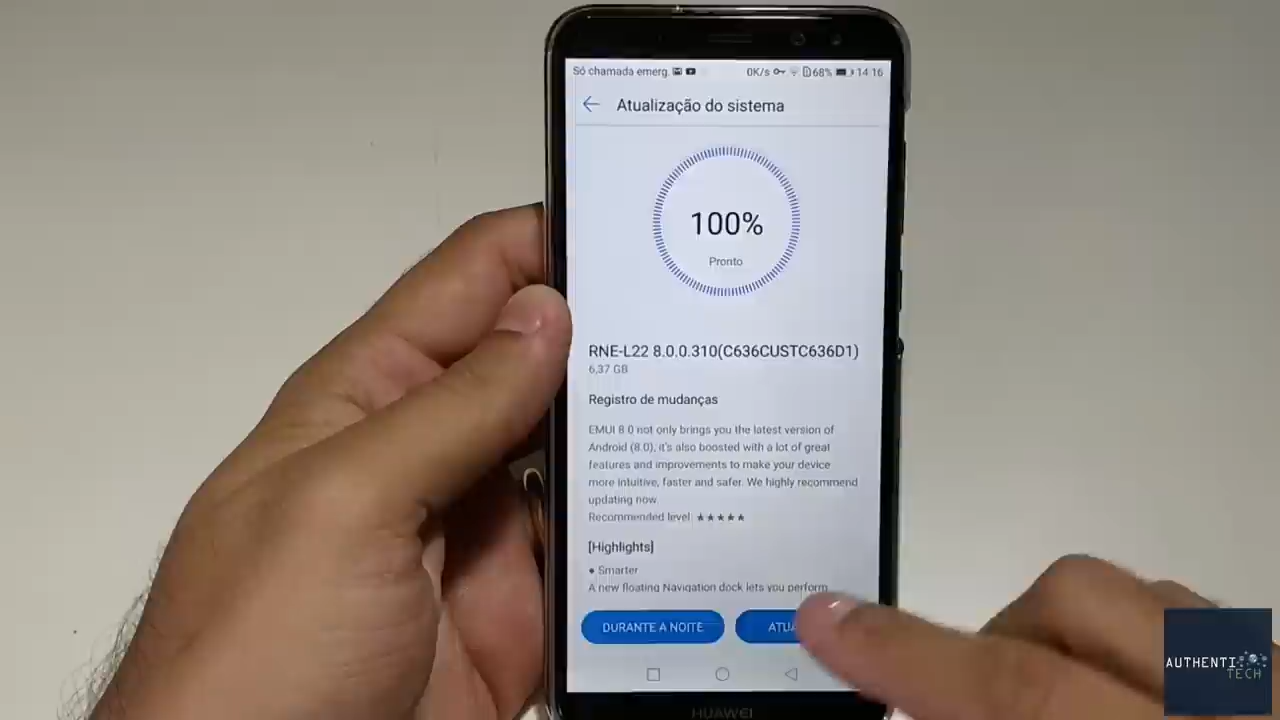 Só chamada emerg.
0K/s 68% 14:16
Atualização do sistema
100%
Pronto
RNE-L22 8.0.0.310(C636CUSTC636D1)
6,37 GB
Registro de mudanças
EMUI 8.0 not only brings you the latest version of
Android (8.0), it's also boosted with a lot of great
features and improvements to make your device
more intuitive, faster and safer. We highly recommend
updating now.
Recommended level: ★★★★★
[Highlights]
● Smarter
A new floating Navigation dock lets you perform
DURANTE A NOITE
ATUA
HUAWEI
AUTHENTI
TECH